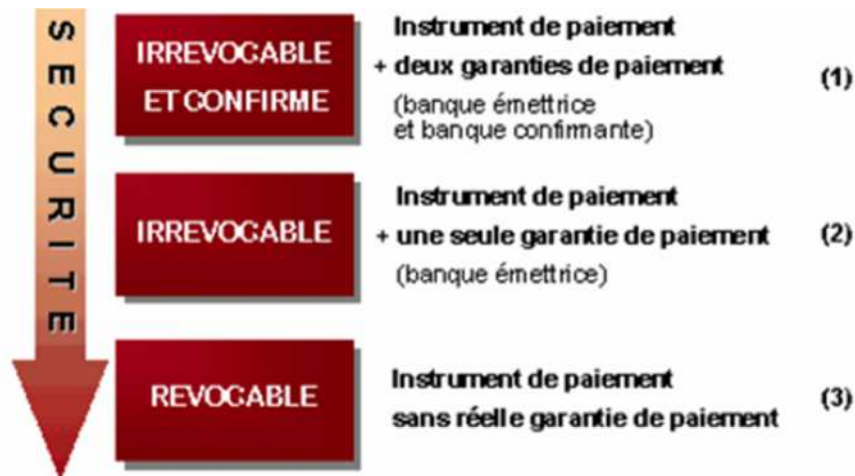 SECURITE
IRREVOCABLE
ET CONFIRME
Instrument de paiement
+ deux garanties de paiement
(banque émettrice
et banque confirmante)
(1)
IRREVOCABLE
Instrument de paiement
+ une seule garantie de paiement
(banque émettrice)
(2)
REVOCABLE
Instrument de paiement
sans réelle garantie de paiement
(3)